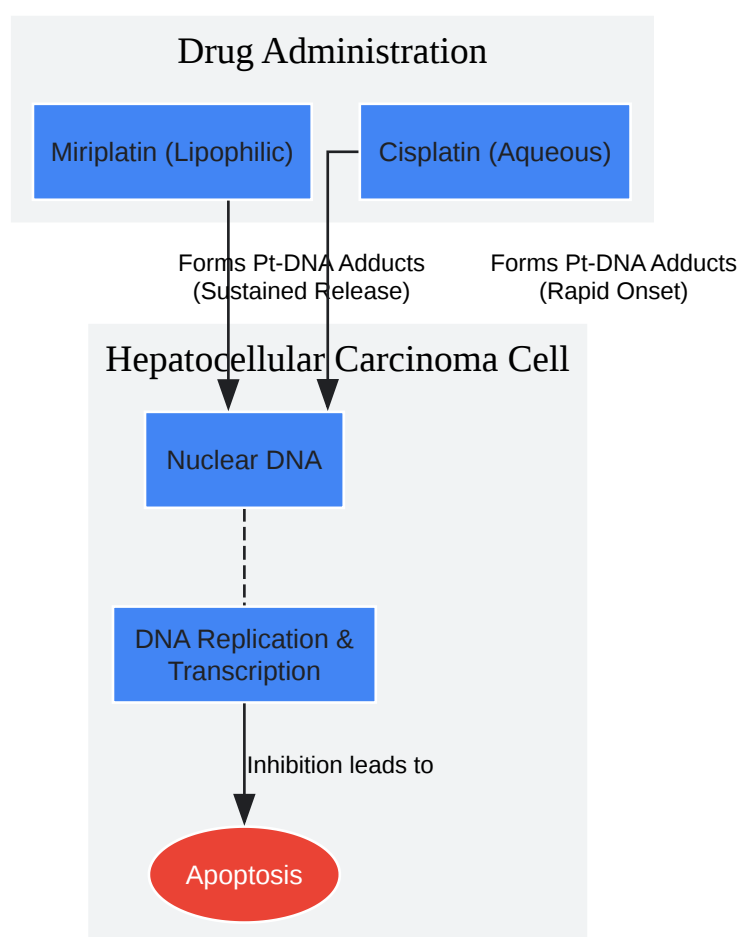 Drug Administration
Miriplatin (Lipophilic)
Cisplatin (Aqueous)
Forms Pt-DNA Adducts
(Sustained Release)
Forms Pt-DNA Adducts
(Rapid Onset)
Hepatocellular Carcinoma Cell
Nuclear DNA
DNA Replication &
Transcription
Inhibition leads to
Apoptosis